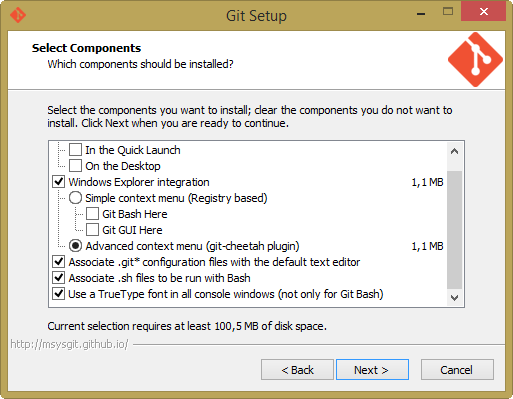 Git Setup
Select Components
Which components should be installed?
Select the components you want to install; clear the components you do not want to
install. Click Next when you are ready to continue.
In the Quick Launch
On the Desktop
Windows Explorer integration 1,1 MB
Simple context menu (Registry based)
Git Bash Here
Git GUI Here
Advanced context menu (git-cheetah plugin) 1,1 MB
Associate .git* configuration files with the default text editor
Associate .sh files to be run with Bash
Use a TrueType font in all console windows (not only for Git Bash)
Current selection requires at least 100,5 MB of disk space.
http://msysgit.github.io/
< Back Next > Cancel